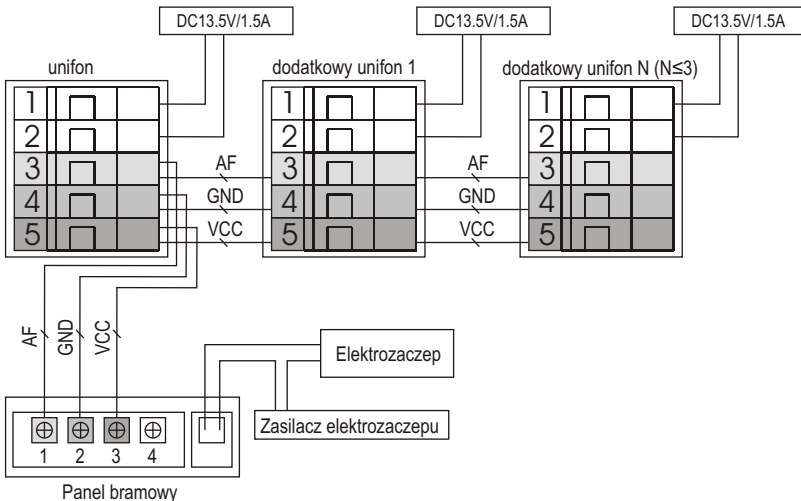 DC13.5V/1.5A DC13.5V/1.5A DC13.5V/1.5A
unifon dodatkowy unifon 1 dodatkowy unifon N (N≤3)
1 1 1
2 2 2
3 AF 3 AF 3
4 GND 4 GND 4
5 VCC 5 VCC 5
AF GND VCC
Elektrozaczep
Zasilacz elektrozaczepu
1 2 3 4
Panel bramowy